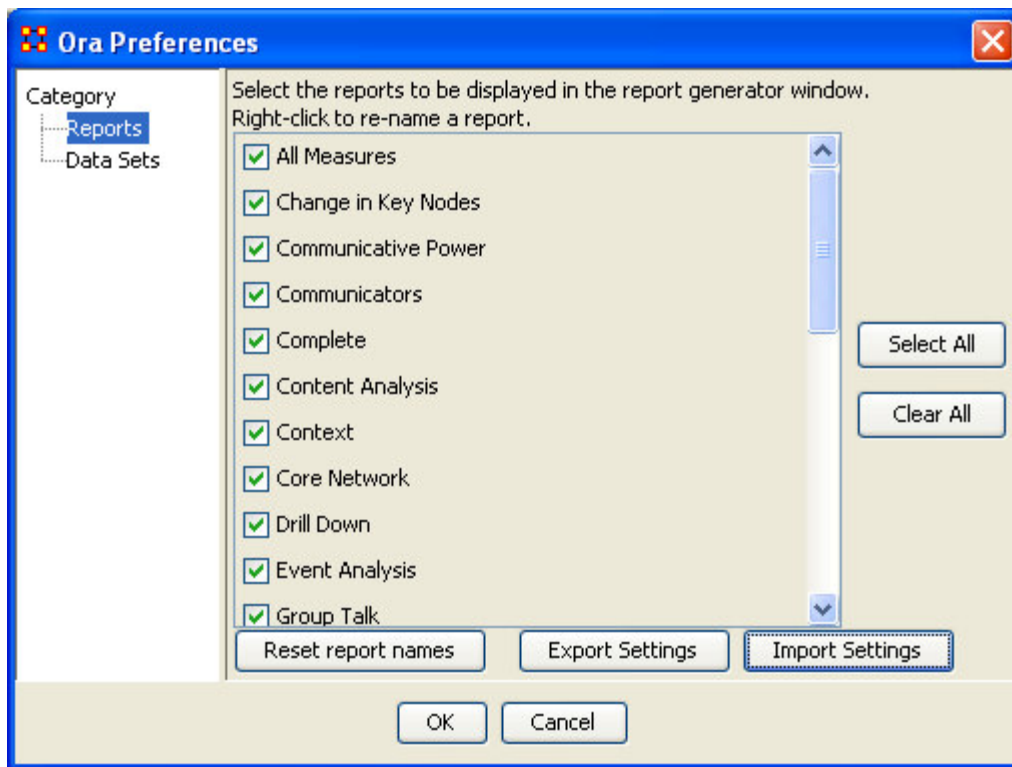 Ora Preferences
Category
Reports
Data Sets
Select the reports to be displayed in the report generator window.
Right-click to re-name a report.
All Measures
Change in Key Nodes
Communicative Power
Communicators
Complete
Content Analysis
Context
Core Network
Drill Down
Event Analysis
Group Talk
Select All
Clear All
Reset report names
Export Settings
Import Settings
OK
Cancel